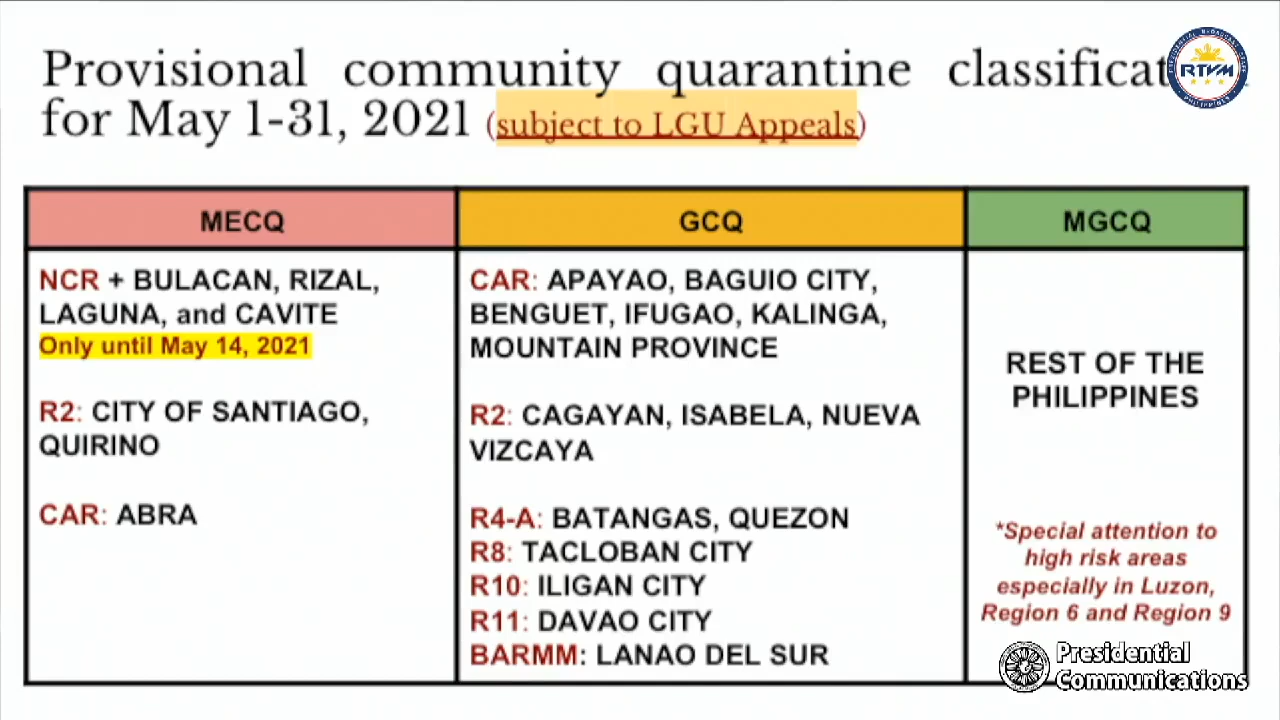 Provisional community quarantine
for May 1-31, 2021 (subject to LGU Appeals)
RTVM
MECQ
GCQ
MGCQ
NCR + BULACAN, RIZAL,
LAGUNA, and CAVITE
Only until May 14, 2021
R2: CITY OF SANTIAGO,
QUIRINO
CAR: ABRA
CAR: APAYAO, BAGUIO CITY,
BENGUET, IFUGAO, KALINGA,
MOUNTAIN PROVINCE
R2: CAGAYAN, ISABELA, NUEVA
VIZCAYA
R4-A: BATANGAS, QUEZON
R8: TACLOBAN CITY
R10: ILIGAN CITY
R11: DAVAO CITY
BARMM: LANAO DEL SUR
REST OF THE
PHILIPPINES
*Special attention to
high risk areas
especially in Luzon,
Region 6 and Region 9
Presidential
Communications